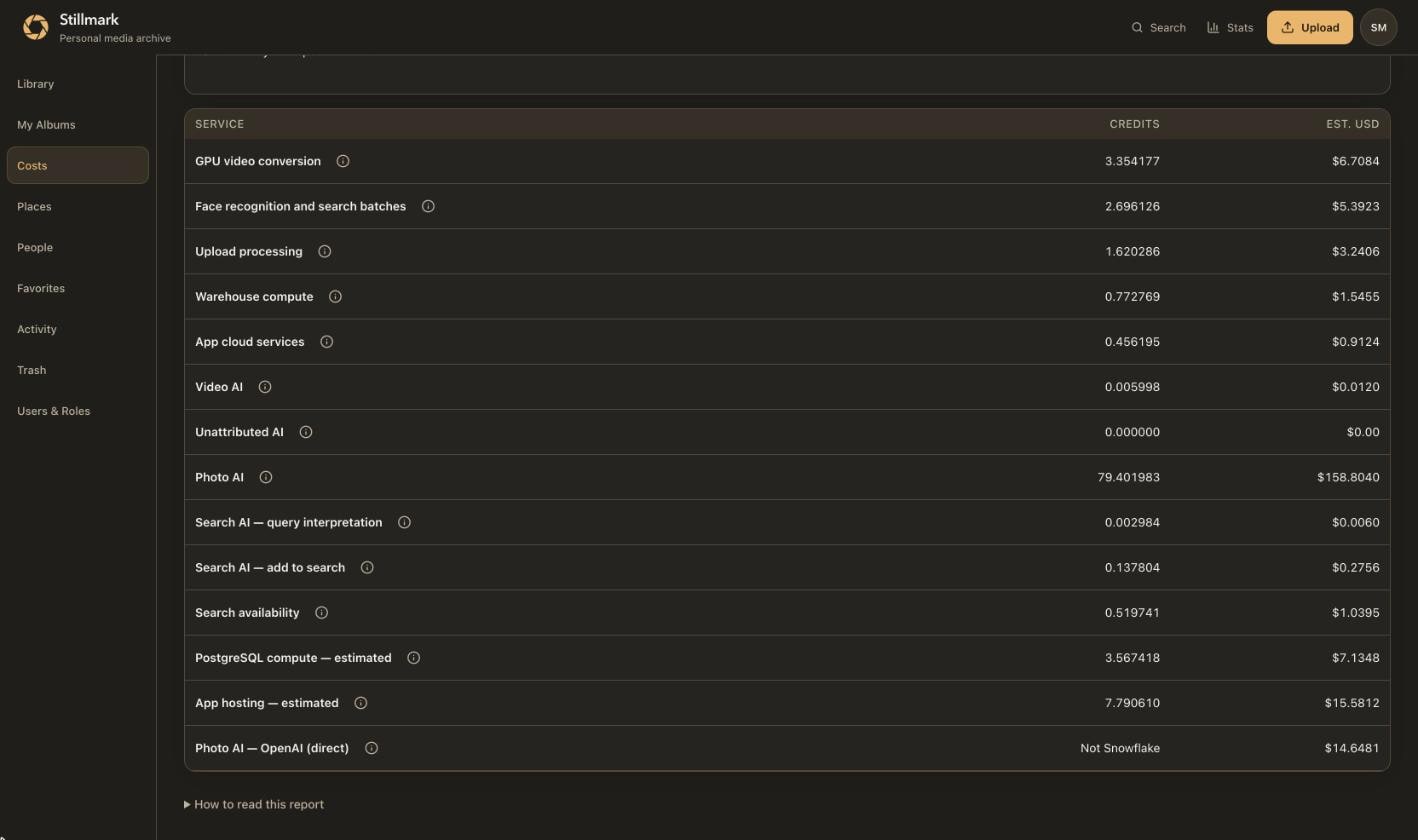 Stillmark
Personal media archive
Search
Stats
Upload
SM
Library
My Albums
Costs
Places
People
Favorites
Activity
Trash
Users & Roles
SERVICE CREDITS EST. USD
GPU video conversion 3.354177 $6.7084
Face recognition and search batches 2.696126 $5.3923
Upload processing 1.620286 $3.2406
Warehouse compute 0.772769 $1.5455
App cloud services 0.456195 $0.9124
Video AI 0.005998 $0.0120
Unattributed AI 0.000000 $0.00
Photo AI 79.401983 $158.8040
Search AI — query interpretation 0.002984 $0.0060
Search AI — add to search 0.137804 $0.2756
Search availability 0.519741 $1.0395
PostgreSQL compute — estimated 3.567418 $7.1348
App hosting — estimated 7.790610 $15.5812
Photo AI — OpenAI (direct) Not Snowflake $14.6481
How to read this report